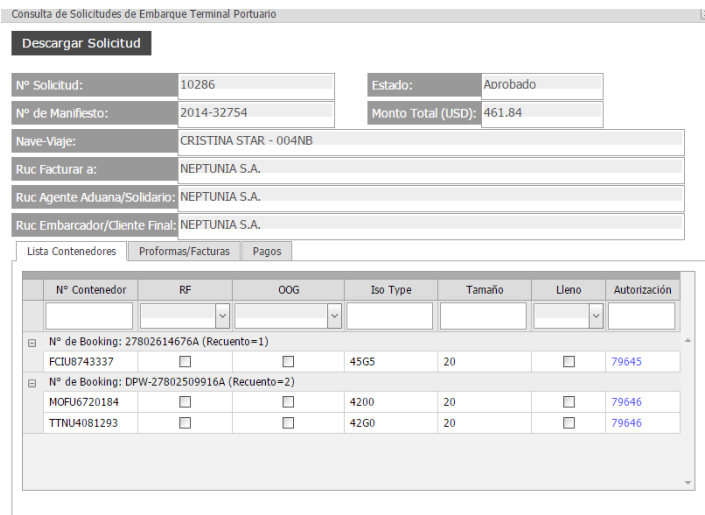 Consulta de Solicitudes de Embarque Terminal Portuario
Descargar Solicitud
N° Solicitud: 10286 Estado: Aprobado
N° de Manifiesto: 2014-32754 Monto Total (USD): 461.84
Nave-Viaje: CRISTINA STAR - 004NB
Ruc Facturar a: NEPTUNIA S.A.
Ruc Agente Aduana/Solidario: NEPTUNIA S.A.
Ruc Embarcador/Cliente Final: NEPTUNIA S.A.
Lista Contenedores Proformas/Facturas Pagos
N° Contenedor RF OOG Iso Type Tamaño Lleno Autorización
N° de Booking: 27802614676A (Recuento=1)
FCIU8743337 45G5 20 79645
N° de Booking: DPW-27802509916A (Recuento=2)
MOFU6720184 4200 20 79646
TTNU4081293 42G0 20 79646